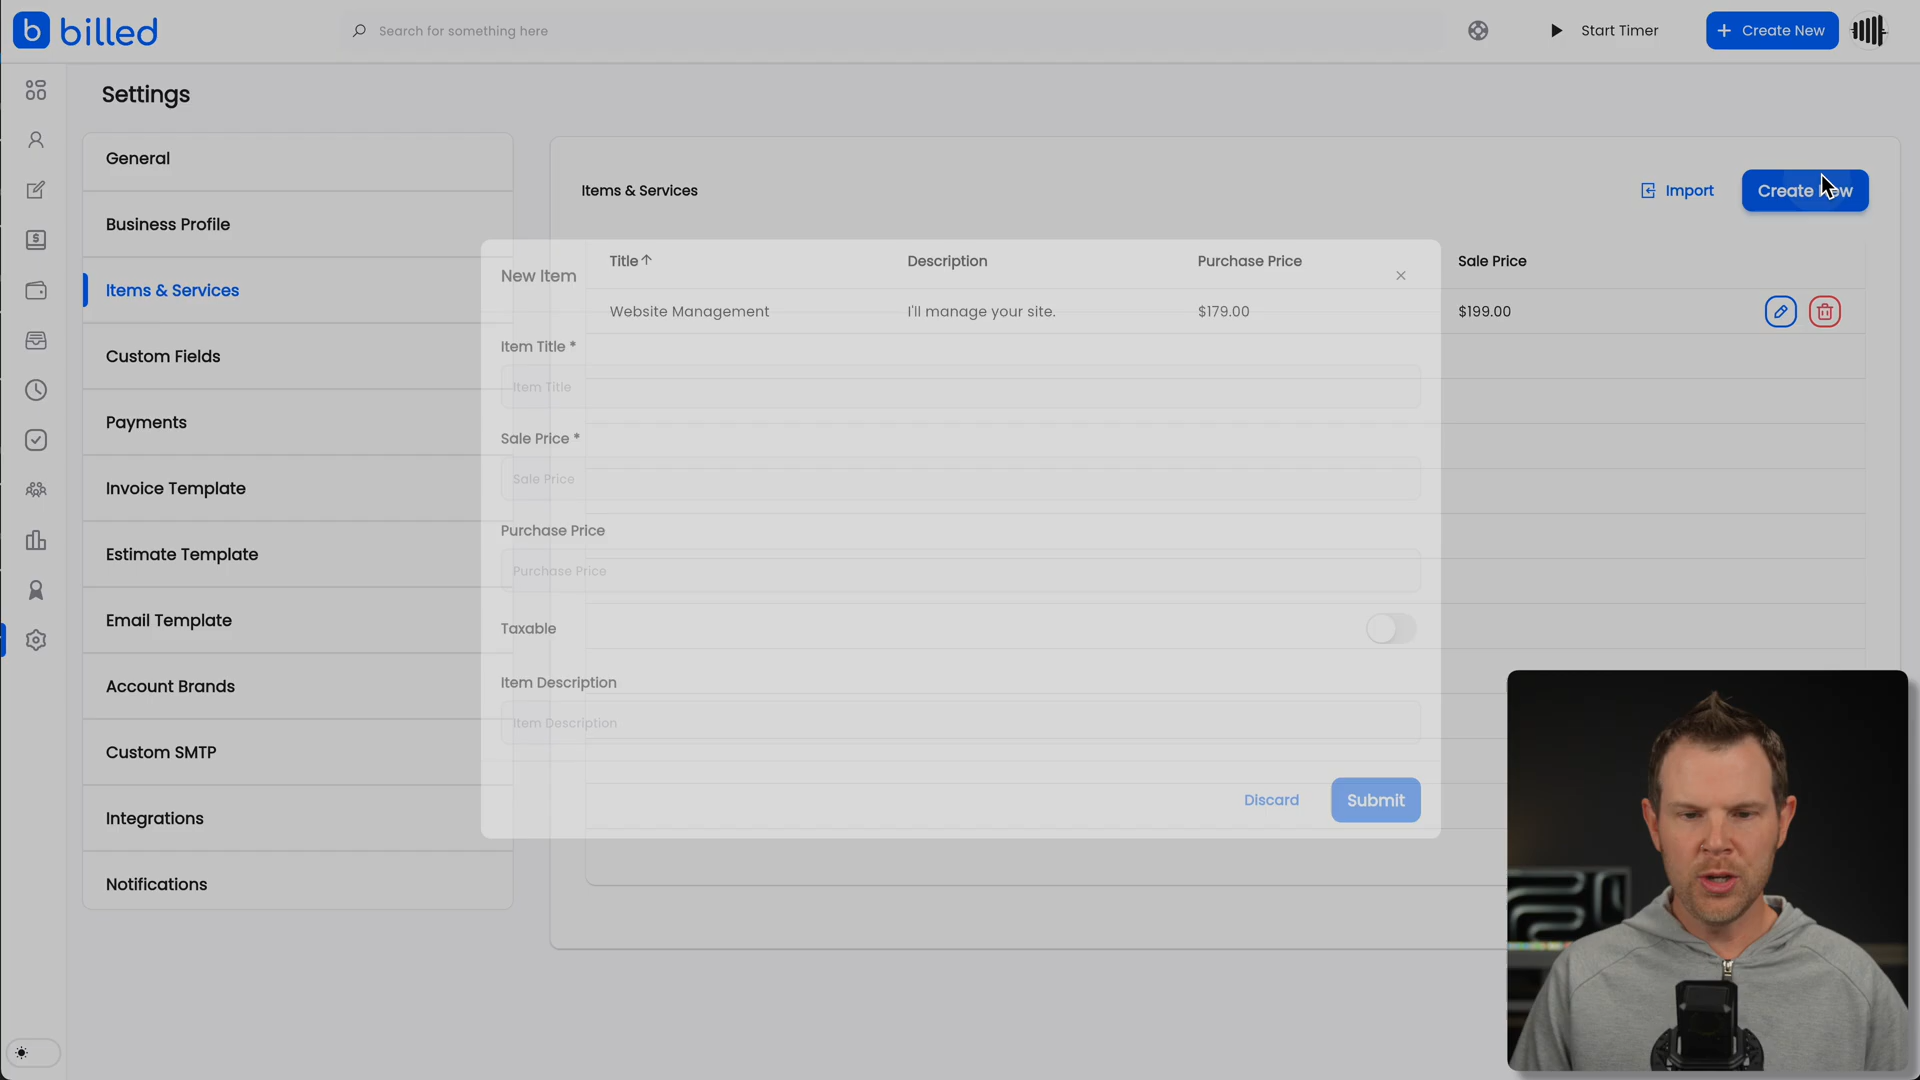 billed
Search for something here
Start Timer
+ Create New
Settings
General
Business Profile
Items & Services
Custom Fields
Payments
Invoice Template
Estimate Template
Email Template
Account Brands
Custom SMTP
Integrations
Notifications
Items & Services
Import
Create New
Title↑ Description Purchase Price Sale Price
Website Management I'll manage your site. $179.00 $199.00
New Item
Item Title *
Item Title
Sale Price *
Sale Price
Purchase Price
Purchase Price
Taxable
Item Description
Item Description
Discard
Submit